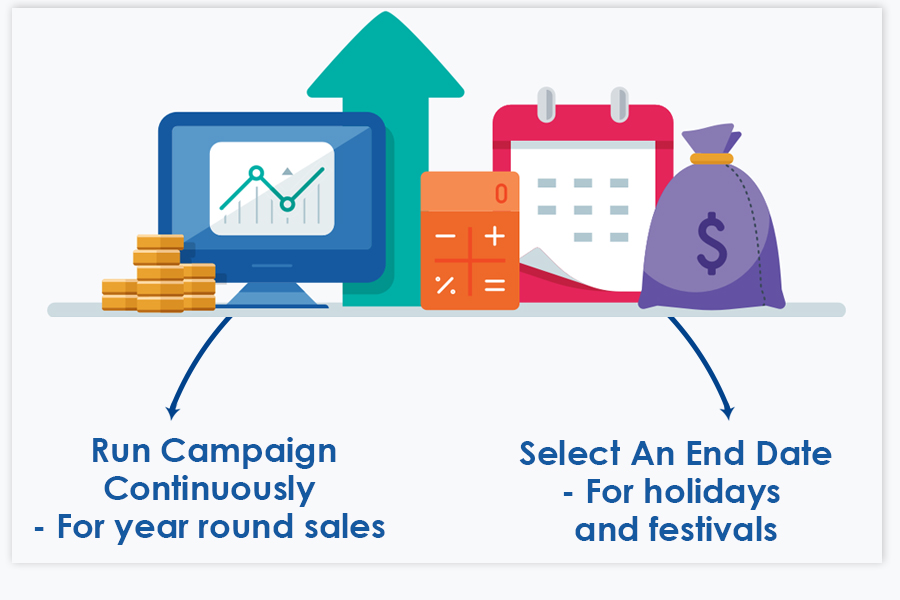 0
− +
% =
$
Run Campaign
Continuously
- For year round sales
Select An End Date
- For holidays
and festivals